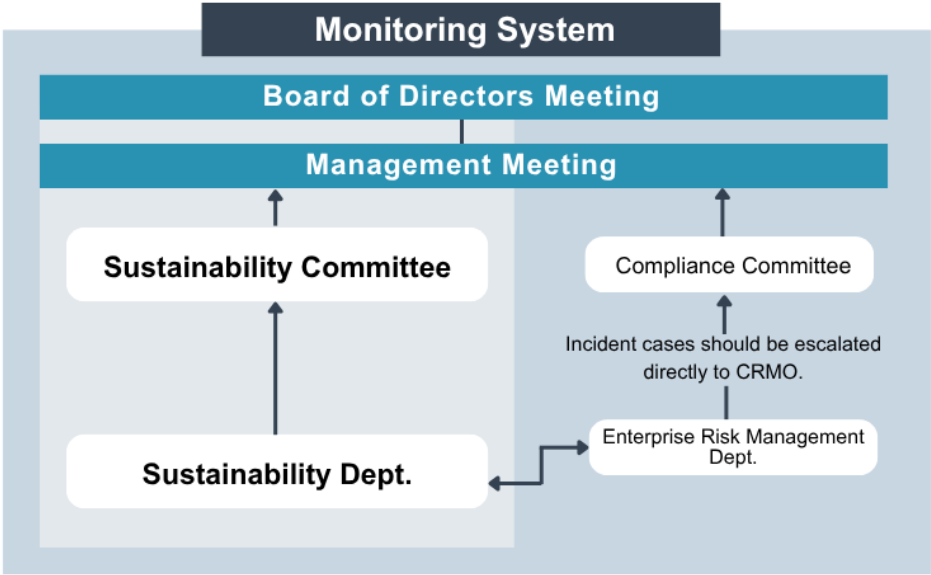 Monitoring System
Board of Directors Meeting
Management Meeting
Sustainability Committee
Compliance Committee
Incident cases should be escalated
directly to CRMO.
Enterprise Risk Management
Dept.
Sustainability Dept.